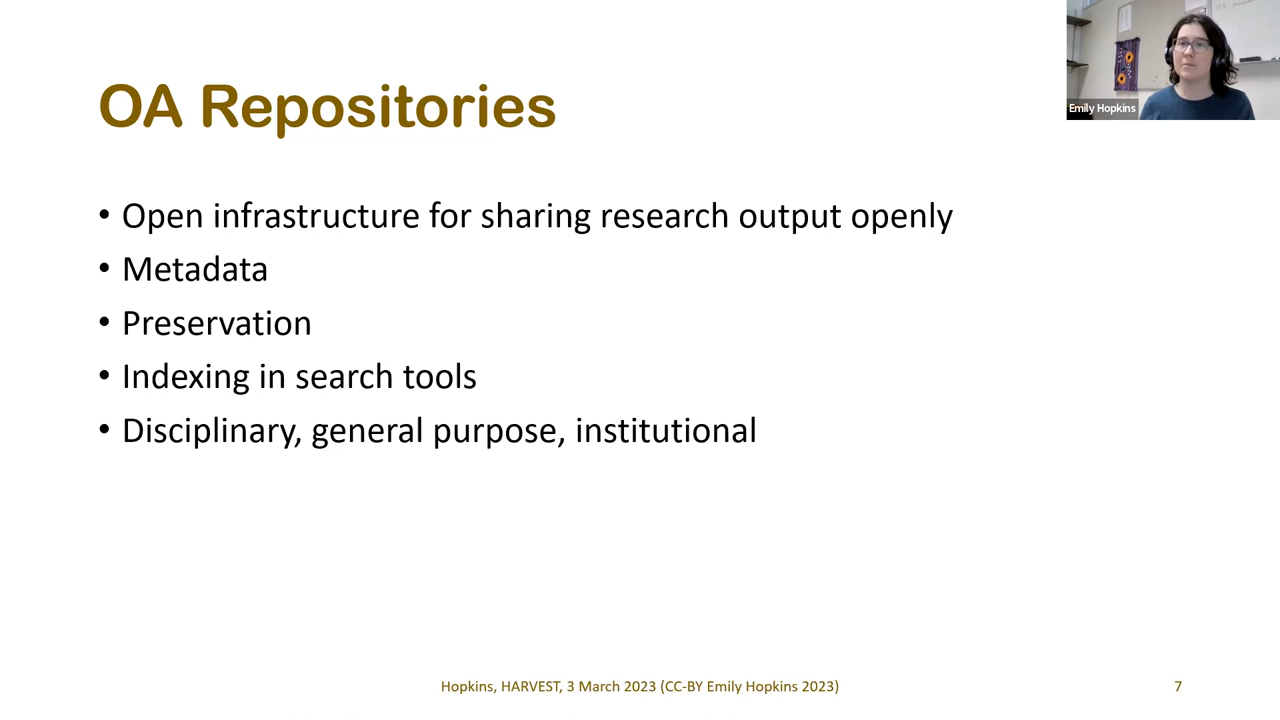 OA Repositories
Emily Hopkins
• Open infrastructure for sharing research output openly
• Metadata
• Preservation
• Indexing in search tools
• Disciplinary, general purpose, institutional
Hopkins, HARVEST, 3 March 2023 (CC-BY Emily Hopkins 2023)
7